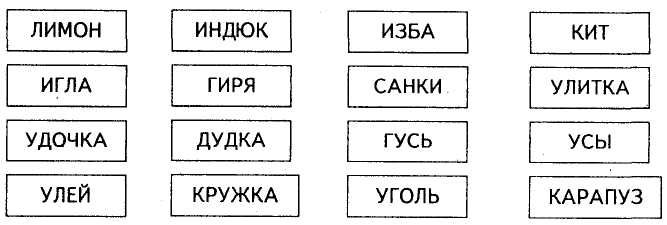 ЛИМОН ИНДЮК ИЗБА КИТ
ИГЛА ГИРЯ САНКИ УЛИТКА
УДОЧКА ДУДКА ГУСЬ УСЫ
УЛЕЙ КРУЖКА УГОЛЬ КАРАПУЗ